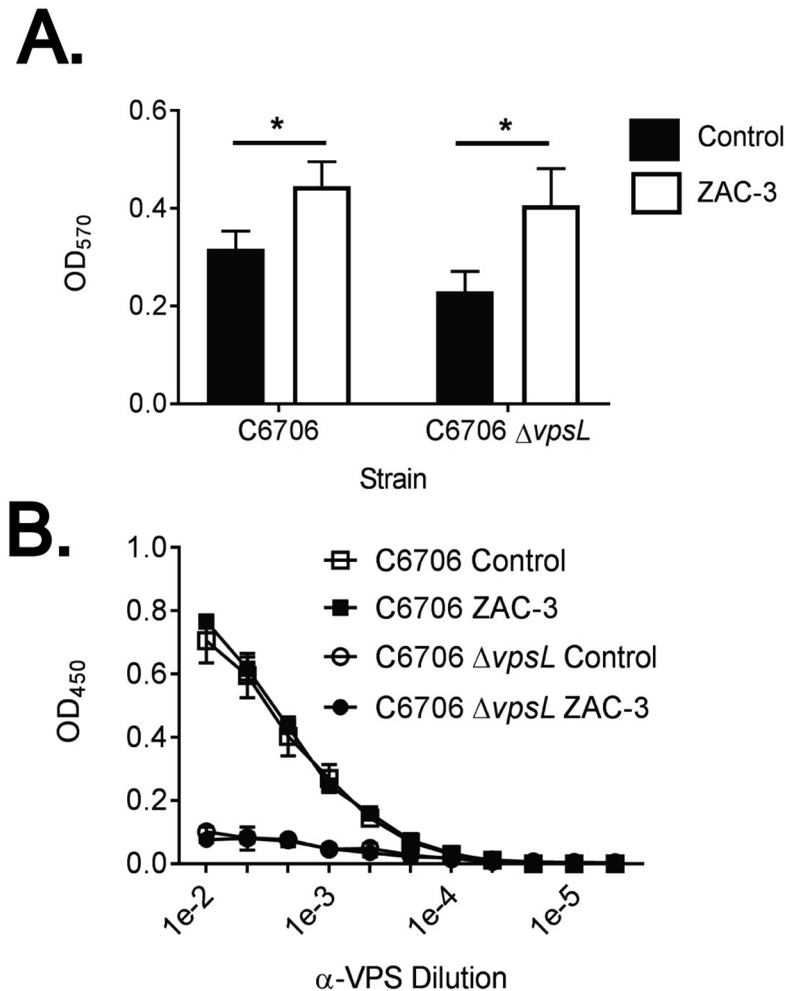 A.
0.6
0.4
0.2
0.0
OD570
*
*
Control
ZAC-3
C6706
C6706 ΔvpsL
Strain
B.
1.0
0.8
0.6
0.4
0.2
0.0
OD450
C6706 Control
C6706 ZAC-3
C6706 ΔvpsL Control
C6706 ΔvpsL ZAC-3
1e-2
1e-3
1e-4
1e-5
α-VPS Dilution